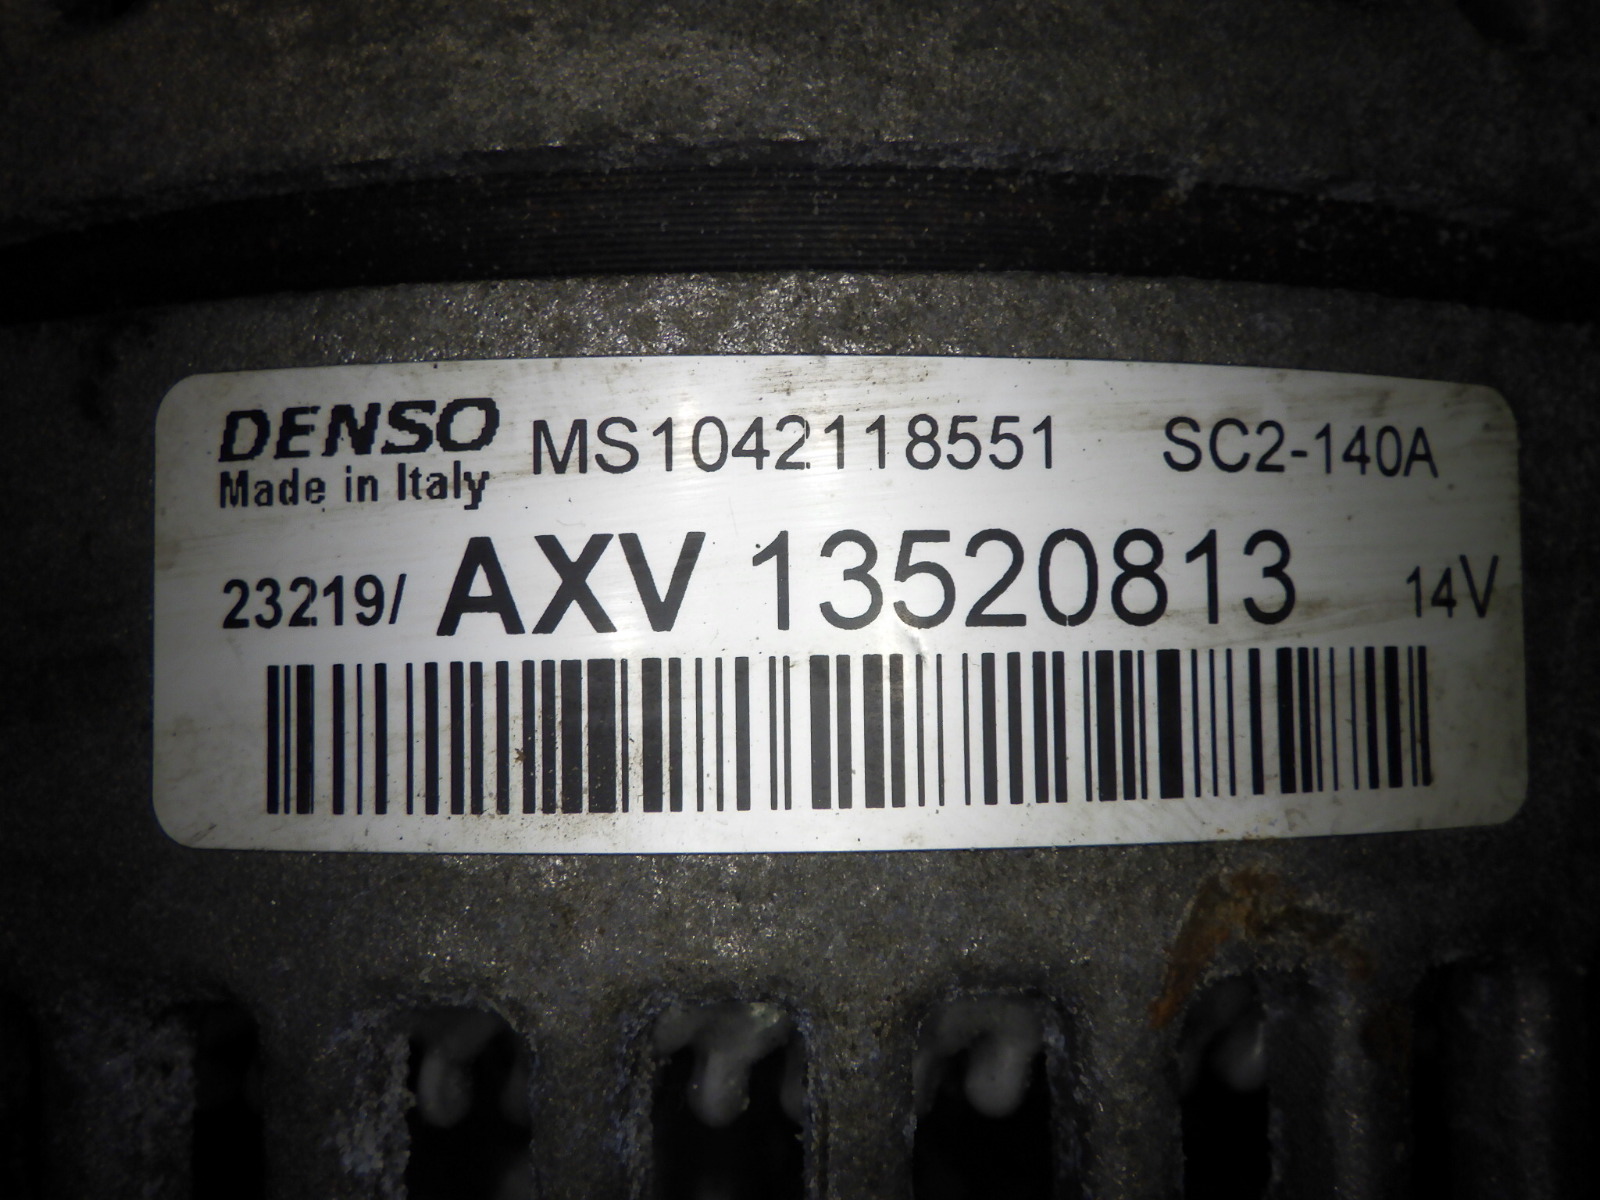 DENSO MS1042118551 SC2-140A
Made in Italy
23219/ AXV 13520813 14V